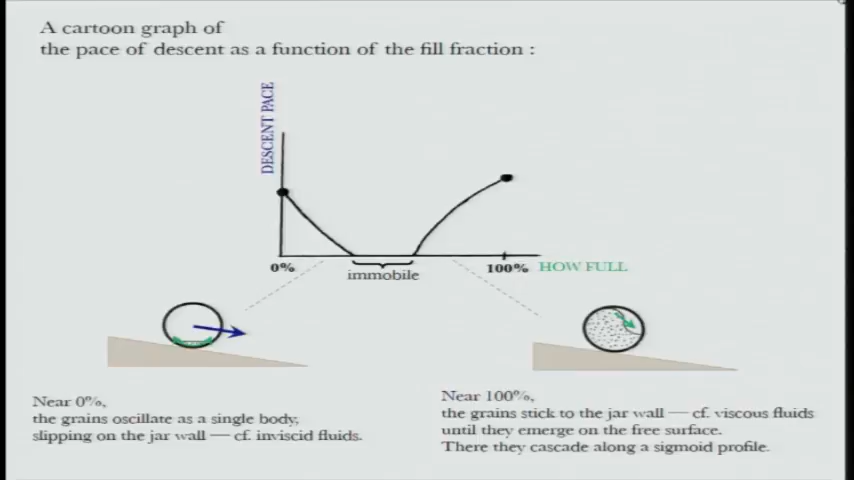 A cartoon graph of
the pace of descent as a function of the fill fraction :
DESCENT PACE
0%
immobile
100%
HOW FULL
Near 0%,
the grains oscillate as a single body,
slipping on the jar wall — cf. inviscid fluids.
Near 100%,
the grains stick to the jar wall — cf. viscous fluids
until they emerge on the free surface.
There they cascade along a sigmoid profile.